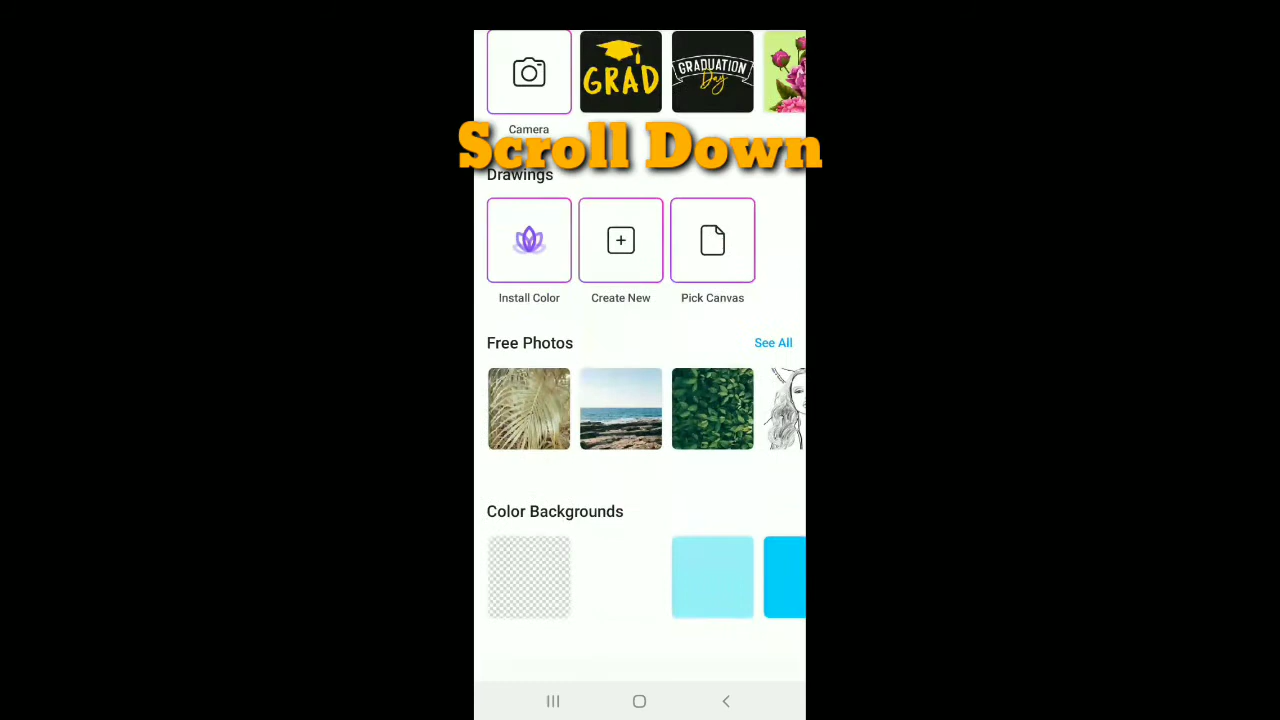 GRAD
GRADUATION
Day
Camera
Scroll Down
Drawings
Install Color
Create New
Pick Canvas
Free Photos
See All
Color Backgrounds